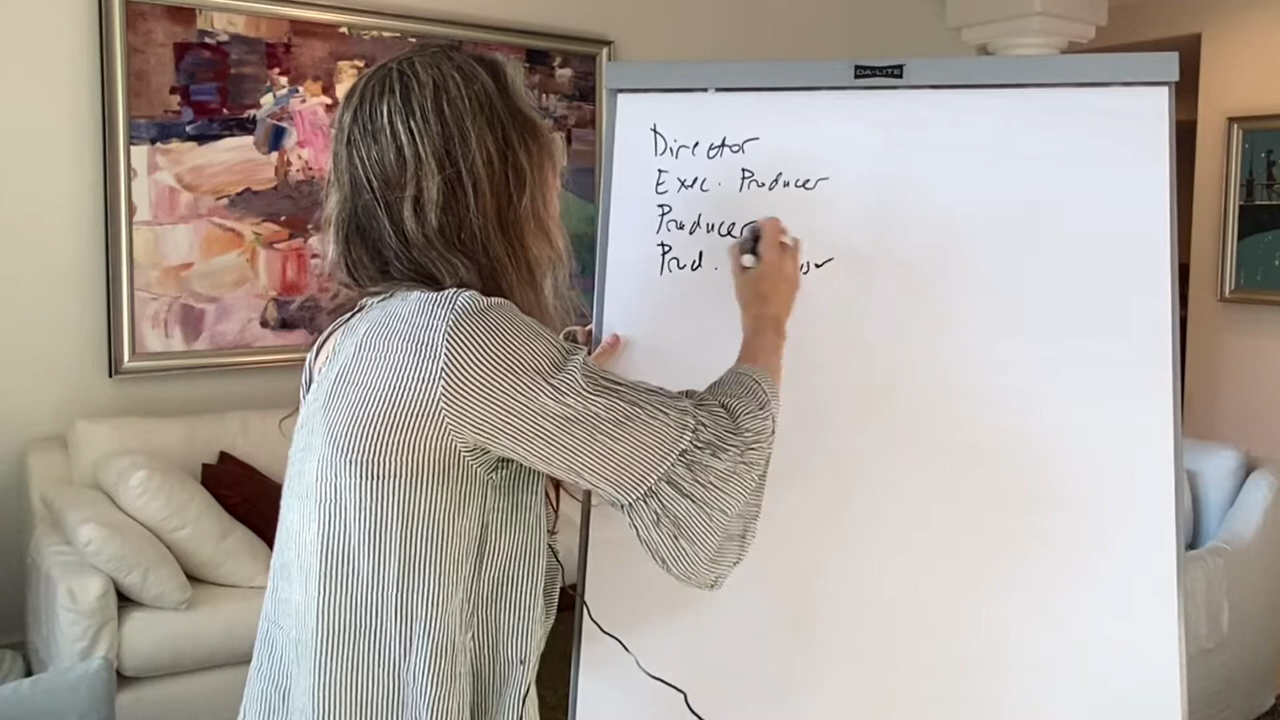 DA-LITE
Director
Exec. Producer
Producer
Prod.